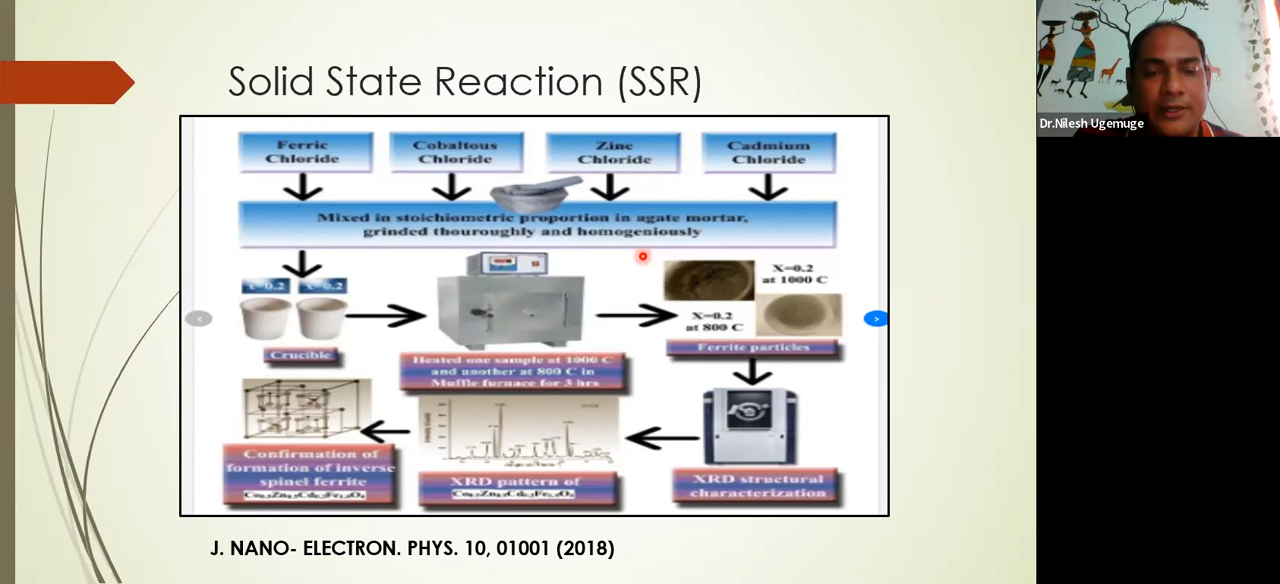 Solid State Reaction (SSR)
Dr.Nilesh Ugemuge
Ferric
Chloride
Cobaltous
Chloride
Zinc
Chloride
Cadmium
Chloride
Mixed in stoichiometric proportion in agate mortar,
grinded thouroughly and homogeniously
x=0.2
x=0.2
X=0.2
at 1000 C
X=0.2
at 800 C
Crucible
Heated one sample at 1000 C
and another at 800 C in
Muffle furnace for 3 hrs
Ferrite particles
Confirmation of
formation of inverse
spinel ferrite
XRD pattern of
XRD structural
characterization
J. NANO- ELECTRON. PHYS. 10, 01001 (2018)